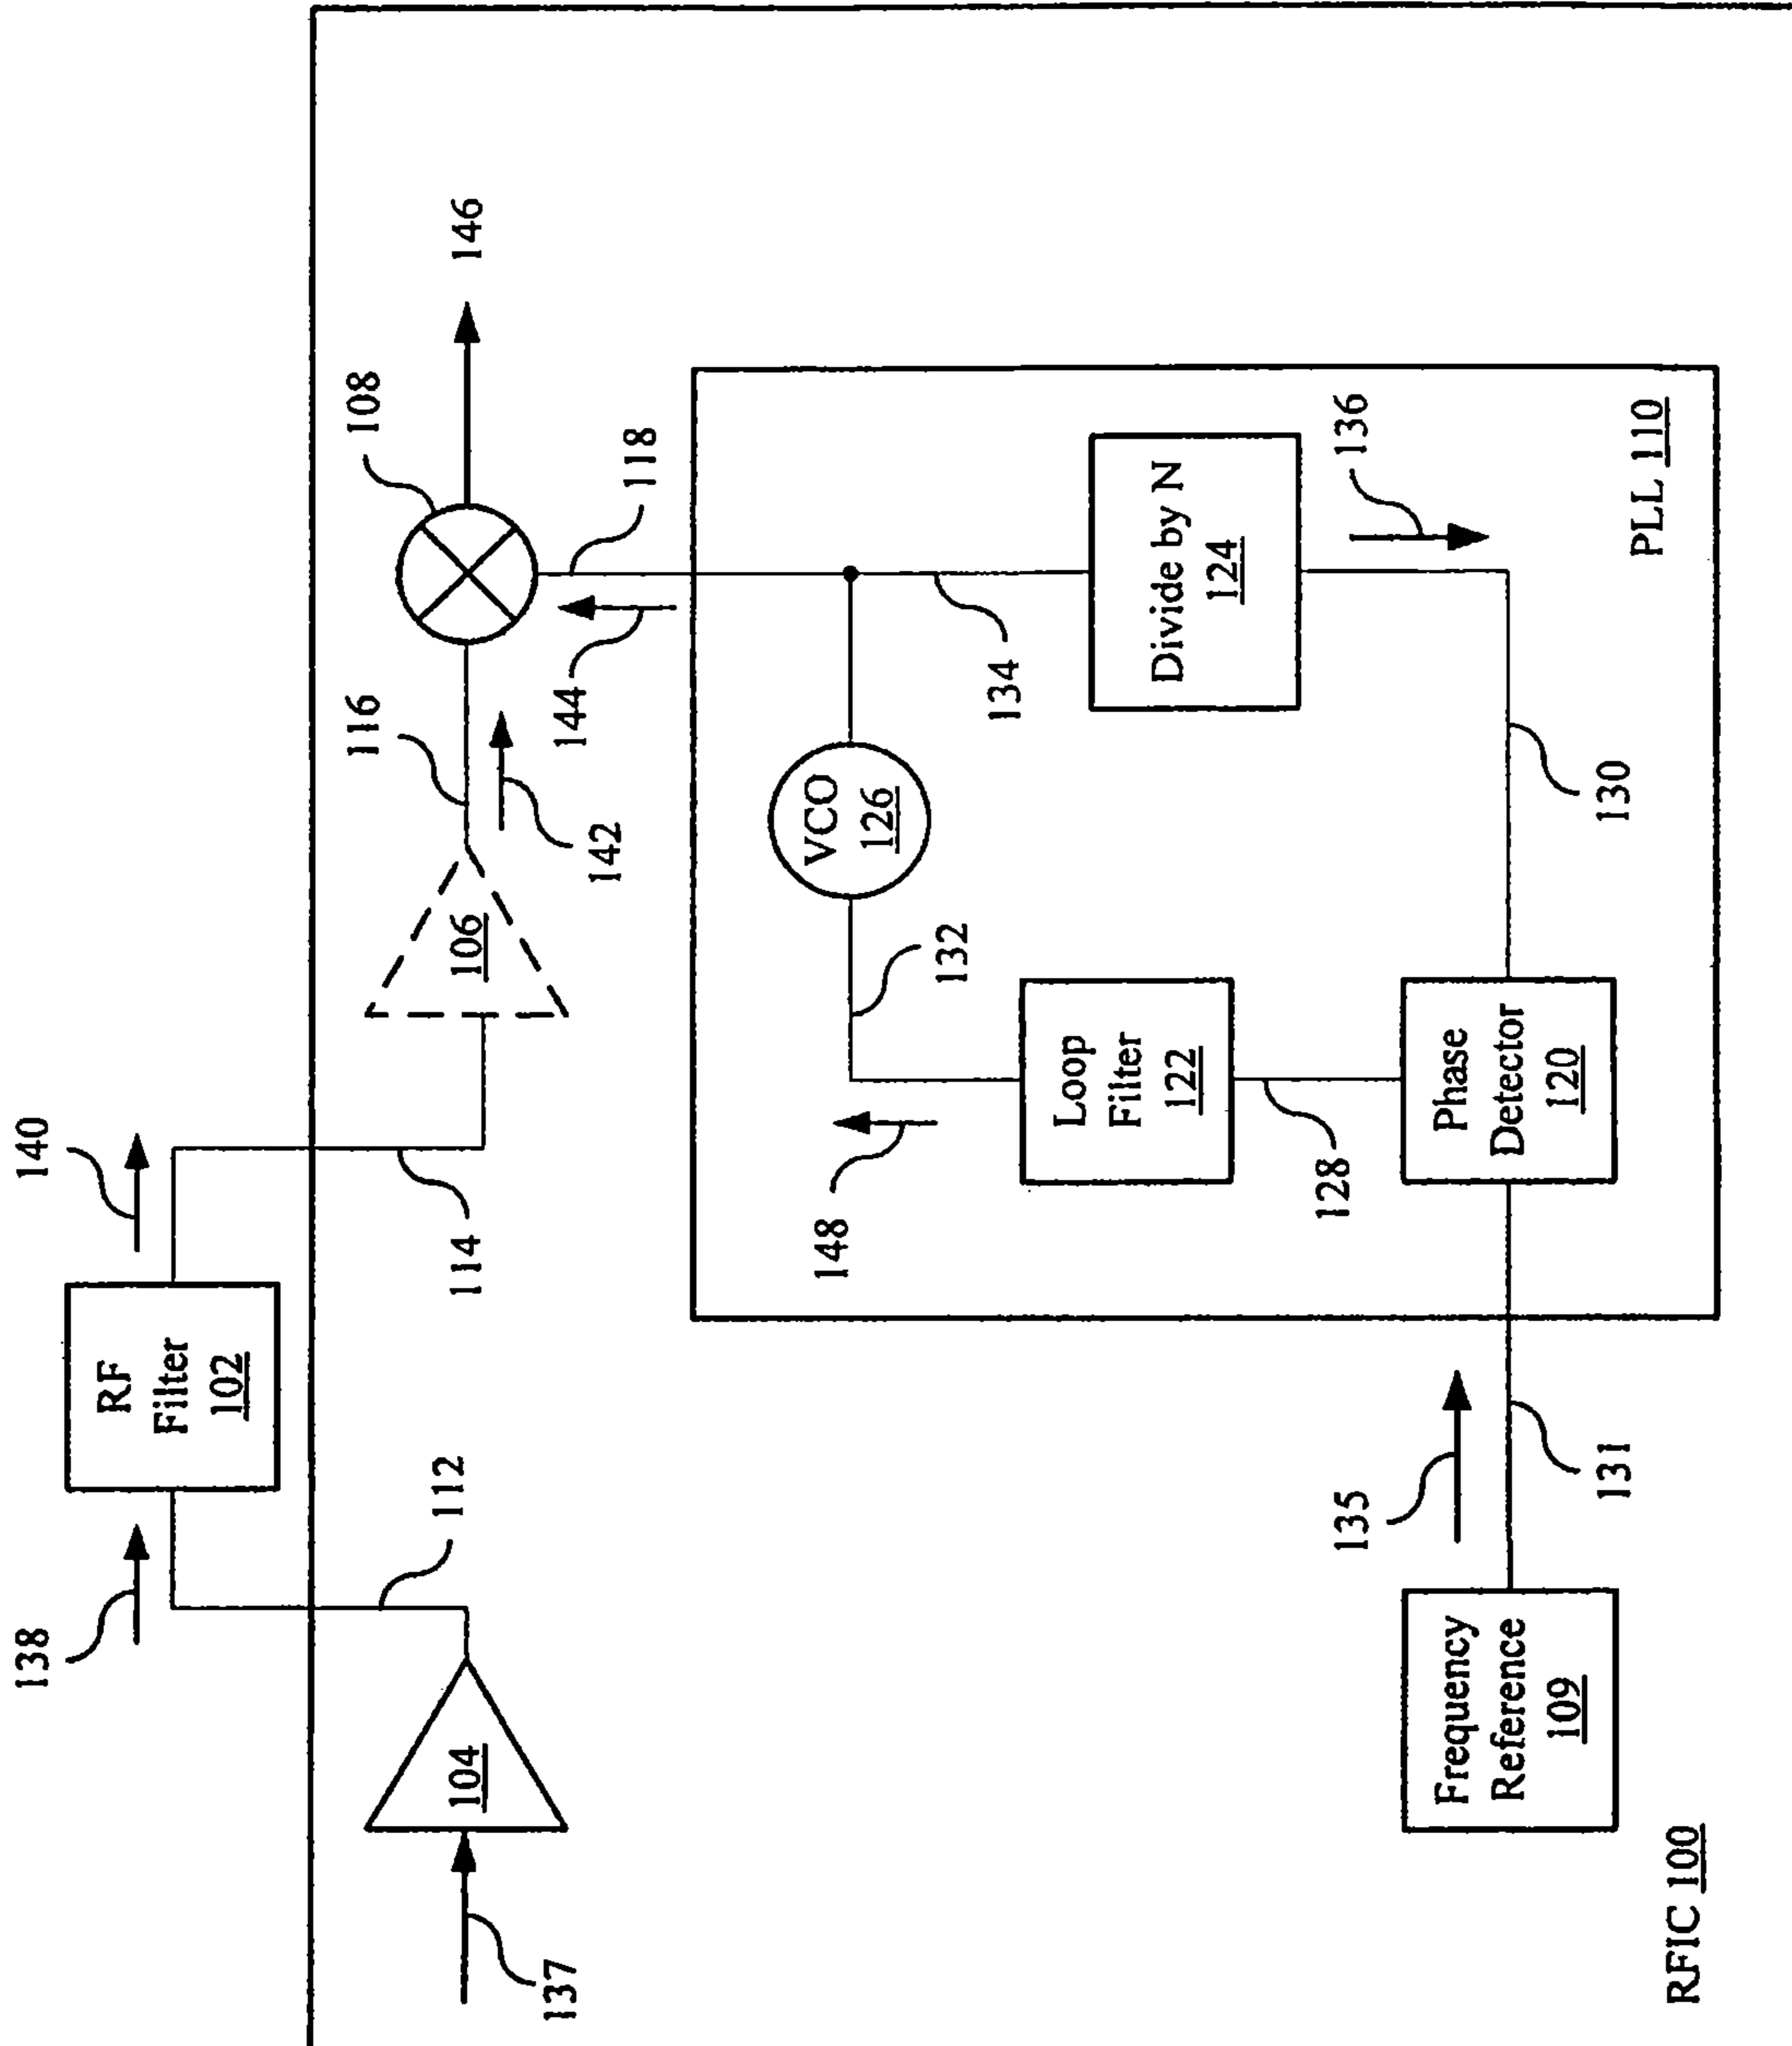 138
140
RF
Filter
102
116
108
112
114
146
104
106
137
144
142
118
VCO
126
148
132
134
Loop
Filter
122
Divide by N
124
128
135
136
Frequency
Reference
109
Phase
Detector
120
131
130
PLL 110
RFIC 100